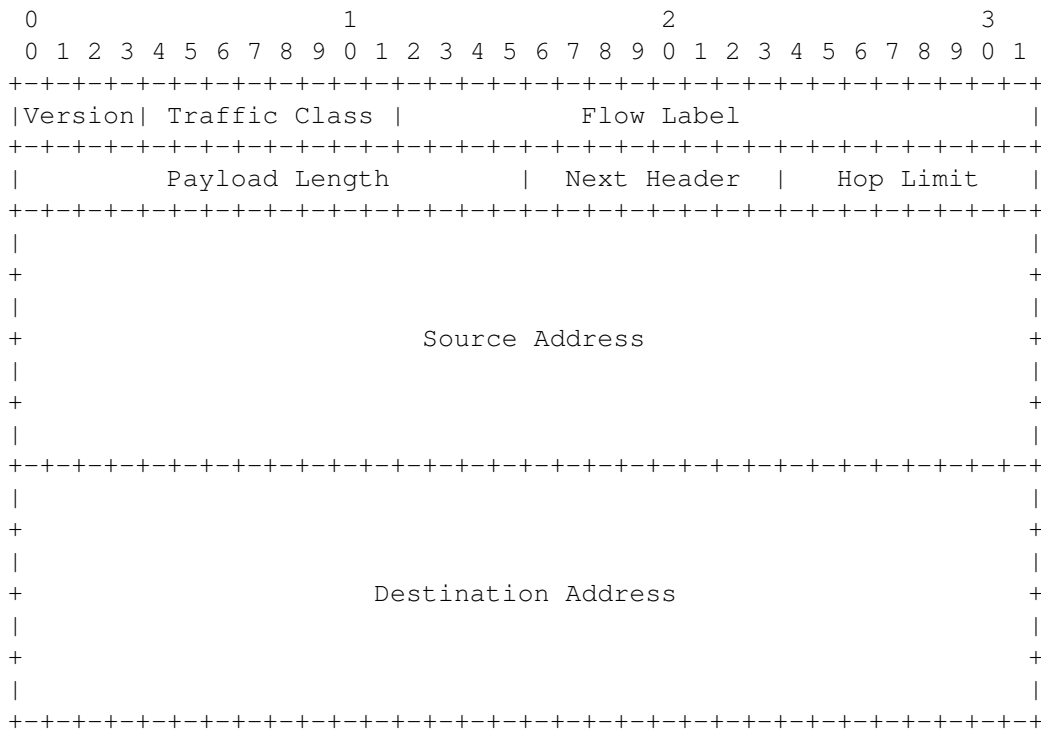 0                   1                   2                   3
 0 1 2 3 4 5 6 7 8 9 0 1 2 3 4 5 6 7 8 9 0 1 2 3 4 5 6 7 8 9 0 1
+-+-+-+-+-+-+-+-+-+-+-+-+-+-+-+-+-+-+-+-+-+-+-+-+-+-+-+-+-+-+-+-+
|Version| Traffic Class |           Flow Label                  |
+-+-+-+-+-+-+-+-+-+-+-+-+-+-+-+-+-+-+-+-+-+-+-+-+-+-+-+-+-+-+-+-+
|         Payload Length        |  Next Header  |   Hop Limit   |
+-+-+-+-+-+-+-+-+-+-+-+-+-+-+-+-+-+-+-+-+-+-+-+-+-+-+-+-+-+-+-+-+
|                                                               |
+                                                               +
|                                                               |
+                         Source Address                        +
|                                                               |
+                                                               +
|                                                               |
+-+-+-+-+-+-+-+-+-+-+-+-+-+-+-+-+-+-+-+-+-+-+-+-+-+-+-+-+-+-+-+-+
|                                                               |
+                                                               +
|                                                               |
+                      Destination Address                      +
|                                                               |
+                                                               +
|                                                               |
+-+-+-+-+-+-+-+-+-+-+-+-+-+-+-+-+-+-+-+-+-+-+-+-+-+-+-+-+-+-+-+-+